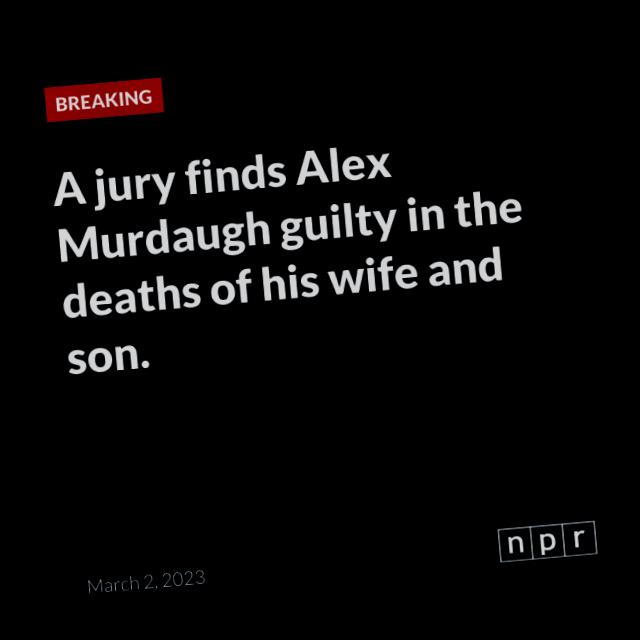 BREAKING
A jury finds Alex
Murdaugh guilty in the
deaths of his wife and
son.
npr
March 2, 2023